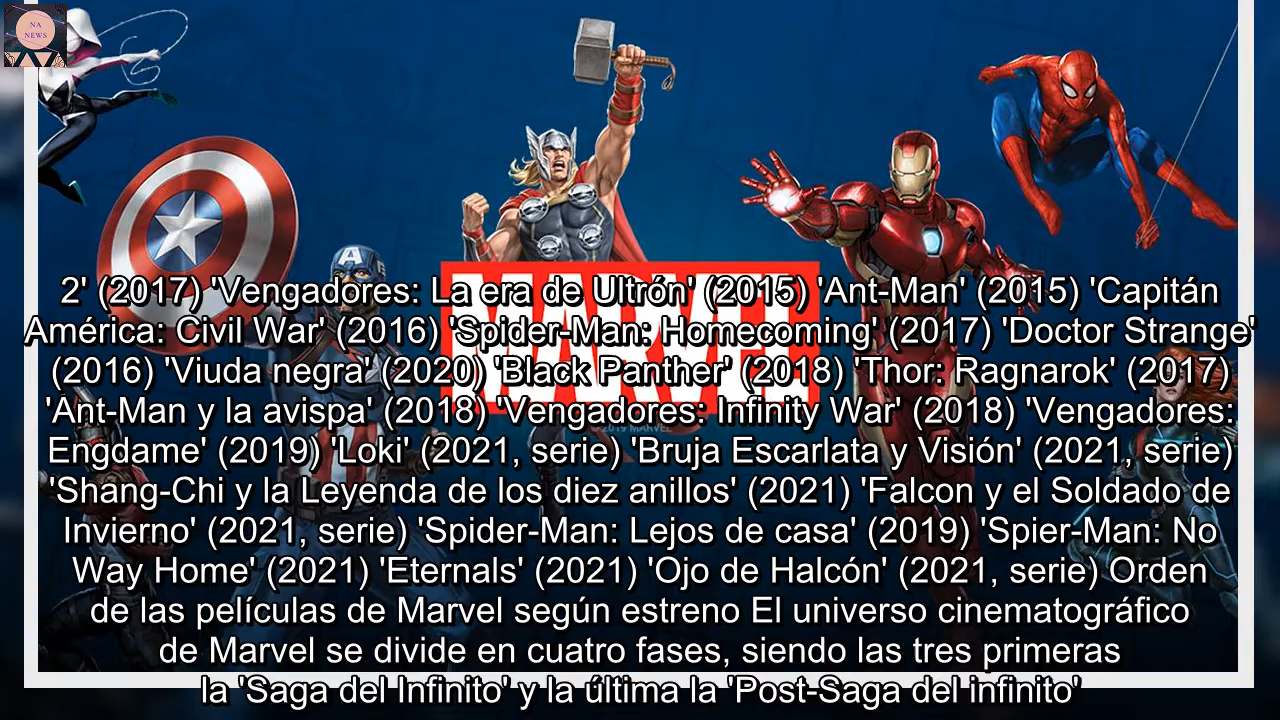 NA
NEWS
MARVEL
2' (2017) 'Vengadores: La era de Ultrón' (2015) 'Ant-Man' (2015) 'Capitán
América: Civil War' (2016) 'Spider-Man: Homecoming' (2017) 'Doctor Strange'
(2016) 'Viuda negra' (2020) 'Black Panther' (2018) 'Thor: Ragnarok' (2017)
'Ant-Man y la avispa' (2018) 'Vengadores: Infinity War' (2018) 'Vengadores:
© 2019 MARVEL
Engdame' (2019) 'Loki' (2021, serie) 'Bruja Escarlata y Visión' (2021, serie)
'Shang-Chi y la Leyenda de los diez anillos' (2021) 'Falcon y el Soldado de
Invierno' (2021, serie) 'Spider-Man: Lejos de casa' (2019) 'Spier-Man: No
Way Home' (2021) 'Eternals' (2021) 'Ojo de Halcón' (2021, serie) Orden
de las películas de Marvel según estreno El universo cinematográfico
de Marvel se divide en cuatro fases, siendo las tres primeras
la 'Saga del Infinito' y la última la 'Post-Saga del infinito'